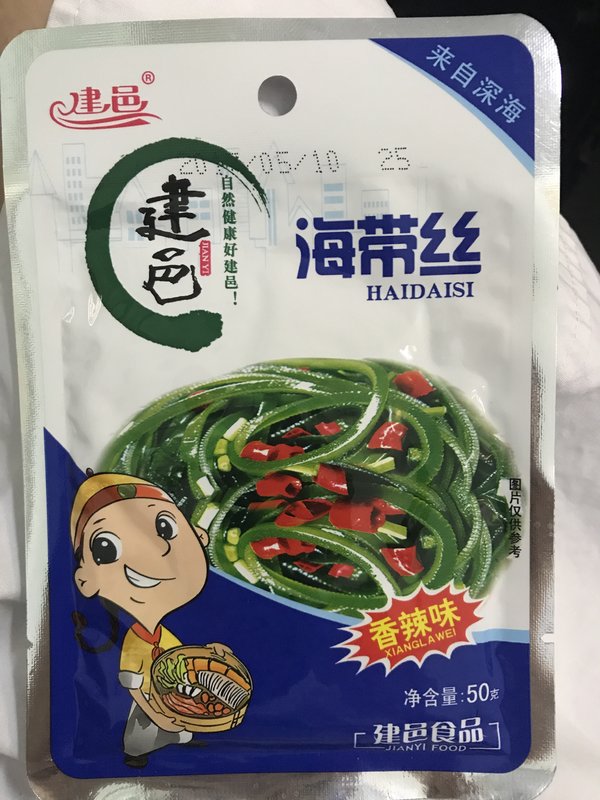 建邑®
来自深海
/05/10 25
建邑
JIAN YI
自然健康好建邑！
海带丝
HAIDAISI
图片仅供参考
香辣味
XIANGLAWEI
净含量:50克
建邑食品
JIANYI FOOD